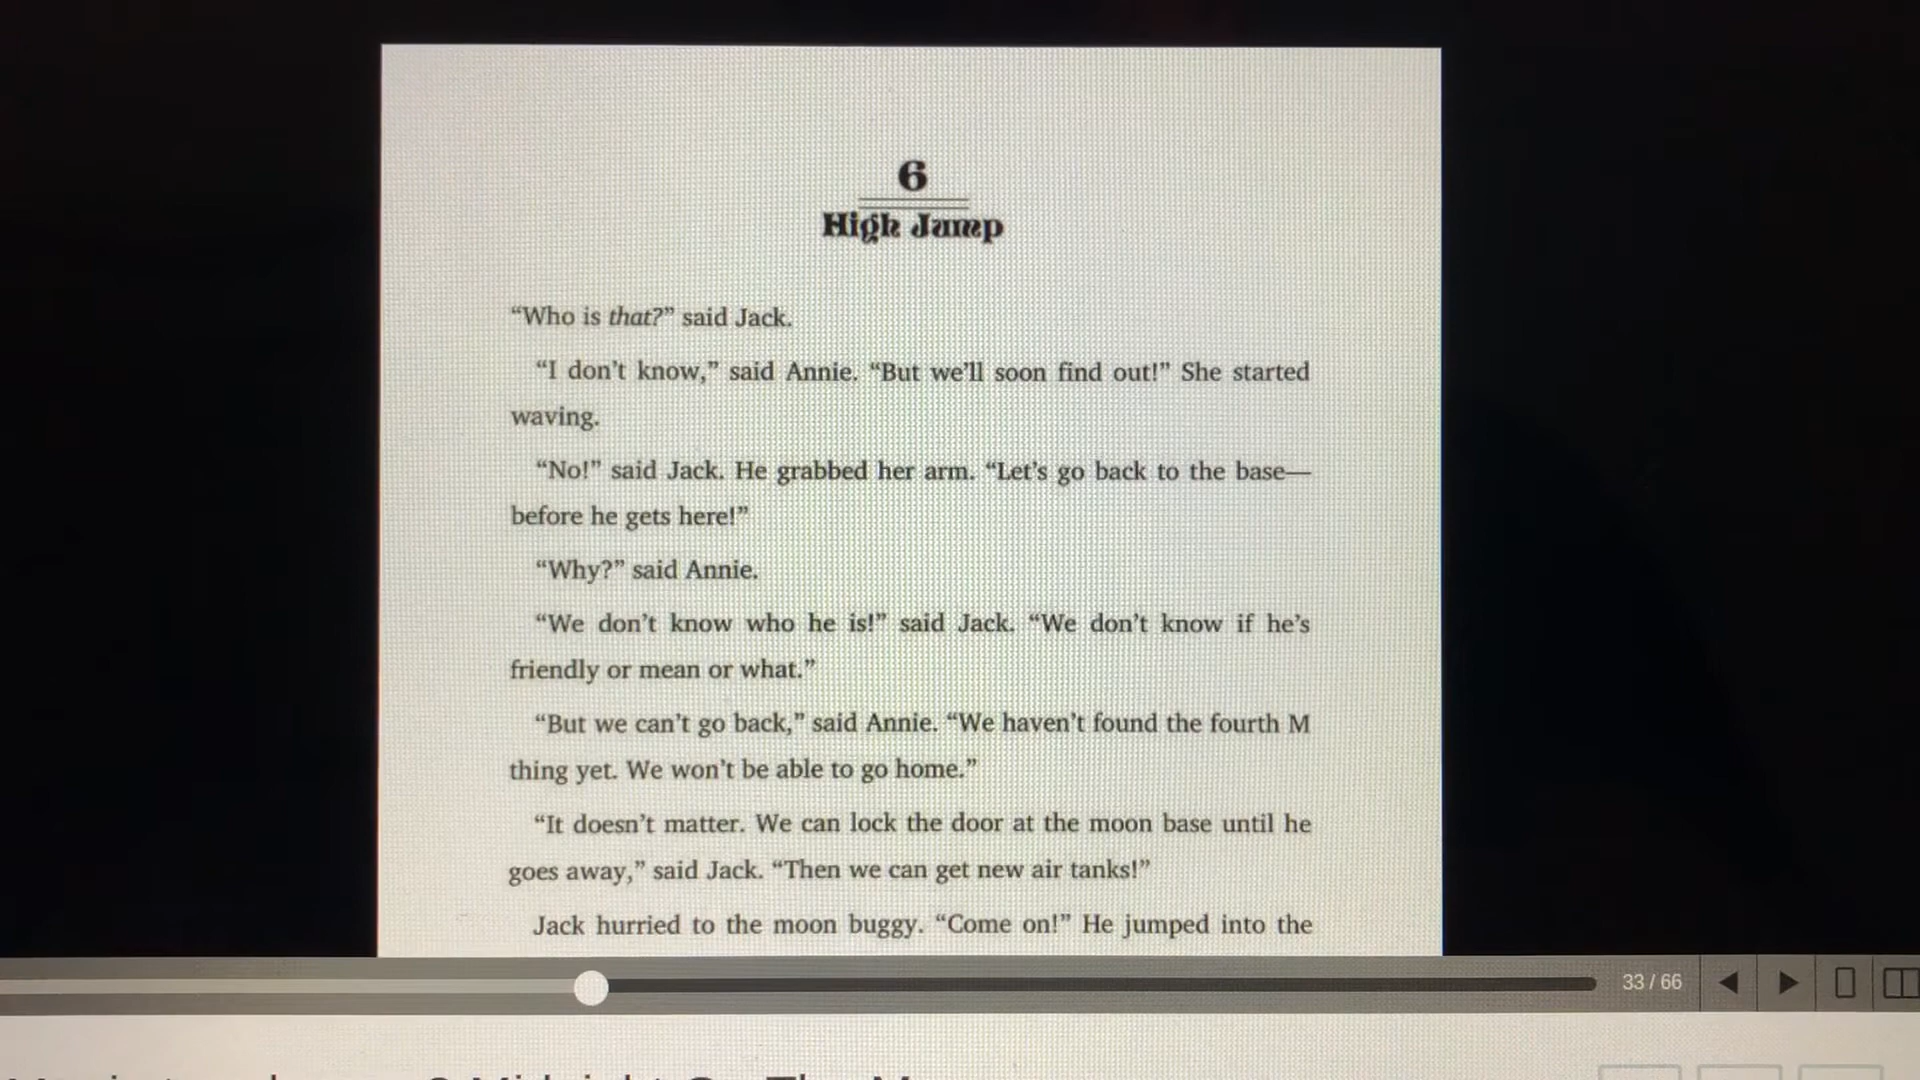 6
High Jump
“Who is that?” said Jack.
“I don’t know,” said Annie. “But we’ll soon find out!” She started
waving.
“No!” said Jack. He grabbed her arm. “Let’s go back to the base—
before he gets here!”
“Why?” said Annie.
“We don’t know who he is!” said Jack. “We don’t know if he’s
friendly or mean or what.”
“But we can’t go back,” said Annie. “We haven’t found the fourth M
thing yet. We won’t be able to go home.”
“It doesn’t matter. We can lock the door at the moon base until he
goes away,” said Jack. “Then we can get new air tanks!”
Jack hurried to the moon buggy. “Come on!” He jumped into the
33 / 66